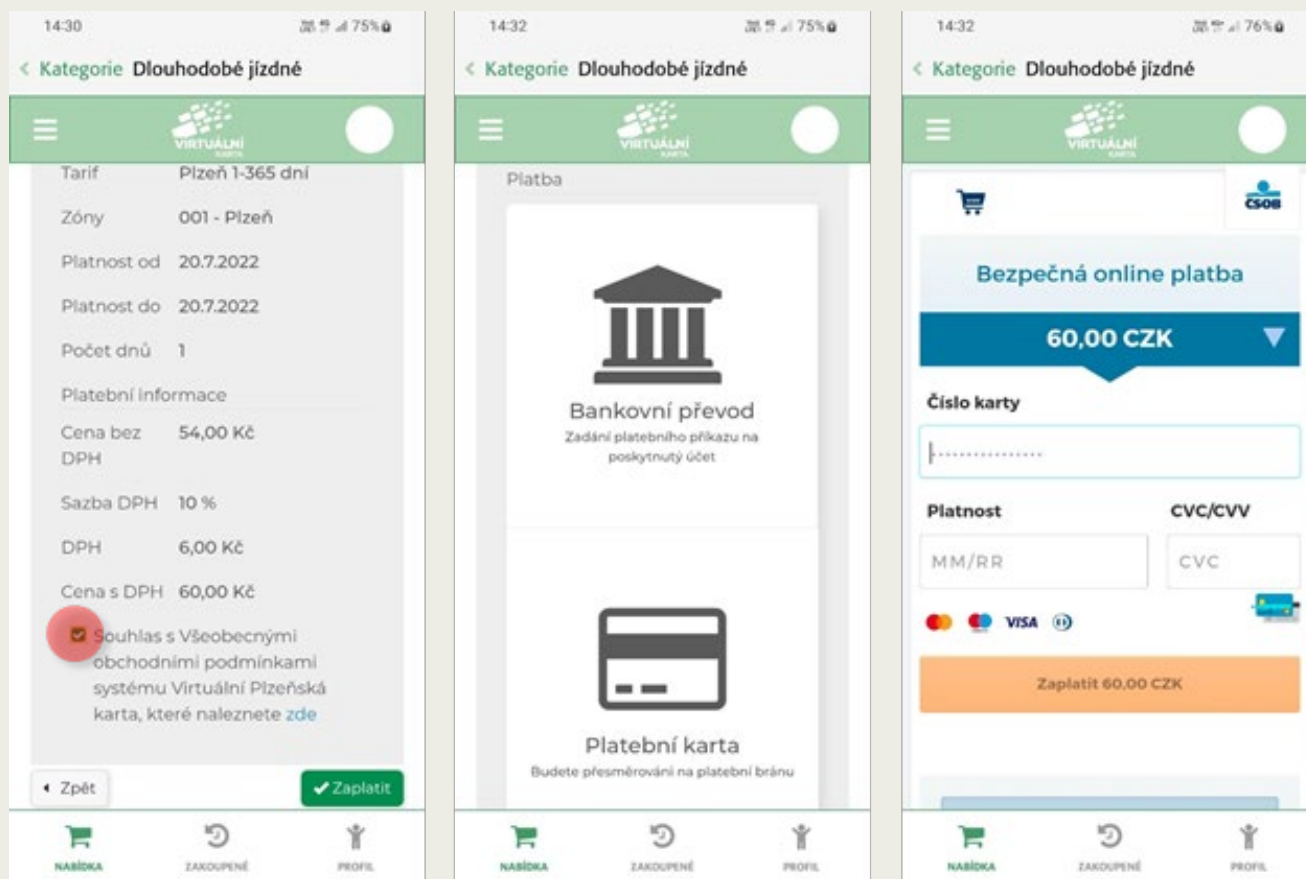 14:30
75%
Kategorie Dlouhodobé jízdné
VIRTUÁLNÍ
KARTA
Tarif Plzeň 1-365 dní
Zóny 001 - Plzeň
Platnost od 20.7.2022
Platnost do 20.7.2022
Počet dnů 1
Platební informace
Cena bez 54,00 Kč
DPH
Sazba DPH 10 %
DPH 6,00 Kč
Cena s DPH 60,00 Kč
Souhlas s Všeobecnými
obchodními podmínkami
systému Virtuální Plzeňská
karta, které naleznete zde
Zpět
Zaplatit
NABÍDKA ZAKOUPENÉ PROFIL
14:32
75%
Kategorie Dlouhodobé jízdné
VIRTUÁLNÍ
KARTA
Platba
Bankovní převod
Zadání platebního příkazu na
poskytnutý účet
Platební karta
Budete přesměrováni na platební bránu
NABÍDKA ZAKOUPENÉ PROFIL
14:32
76%
Kategorie Dlouhodobé jízdné
VIRTUÁLNÍ
KARTA
ČSOB
Bezpečná online platba
60,00 CZK
Číslo karty
Platnost CVC/CVV
MM/RR CVC
VISA
Zaplatit 60,00 CZK
NABÍDKA ZAKOUPENÉ PROFIL